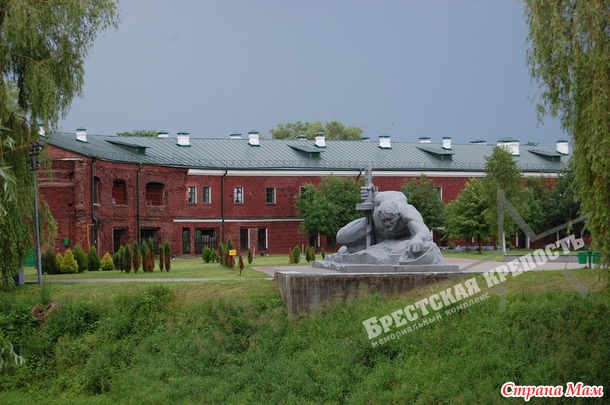 БРЕСТСКАЯ КРЕПОСТЬ
мемориальный комплекс
Страна Мам